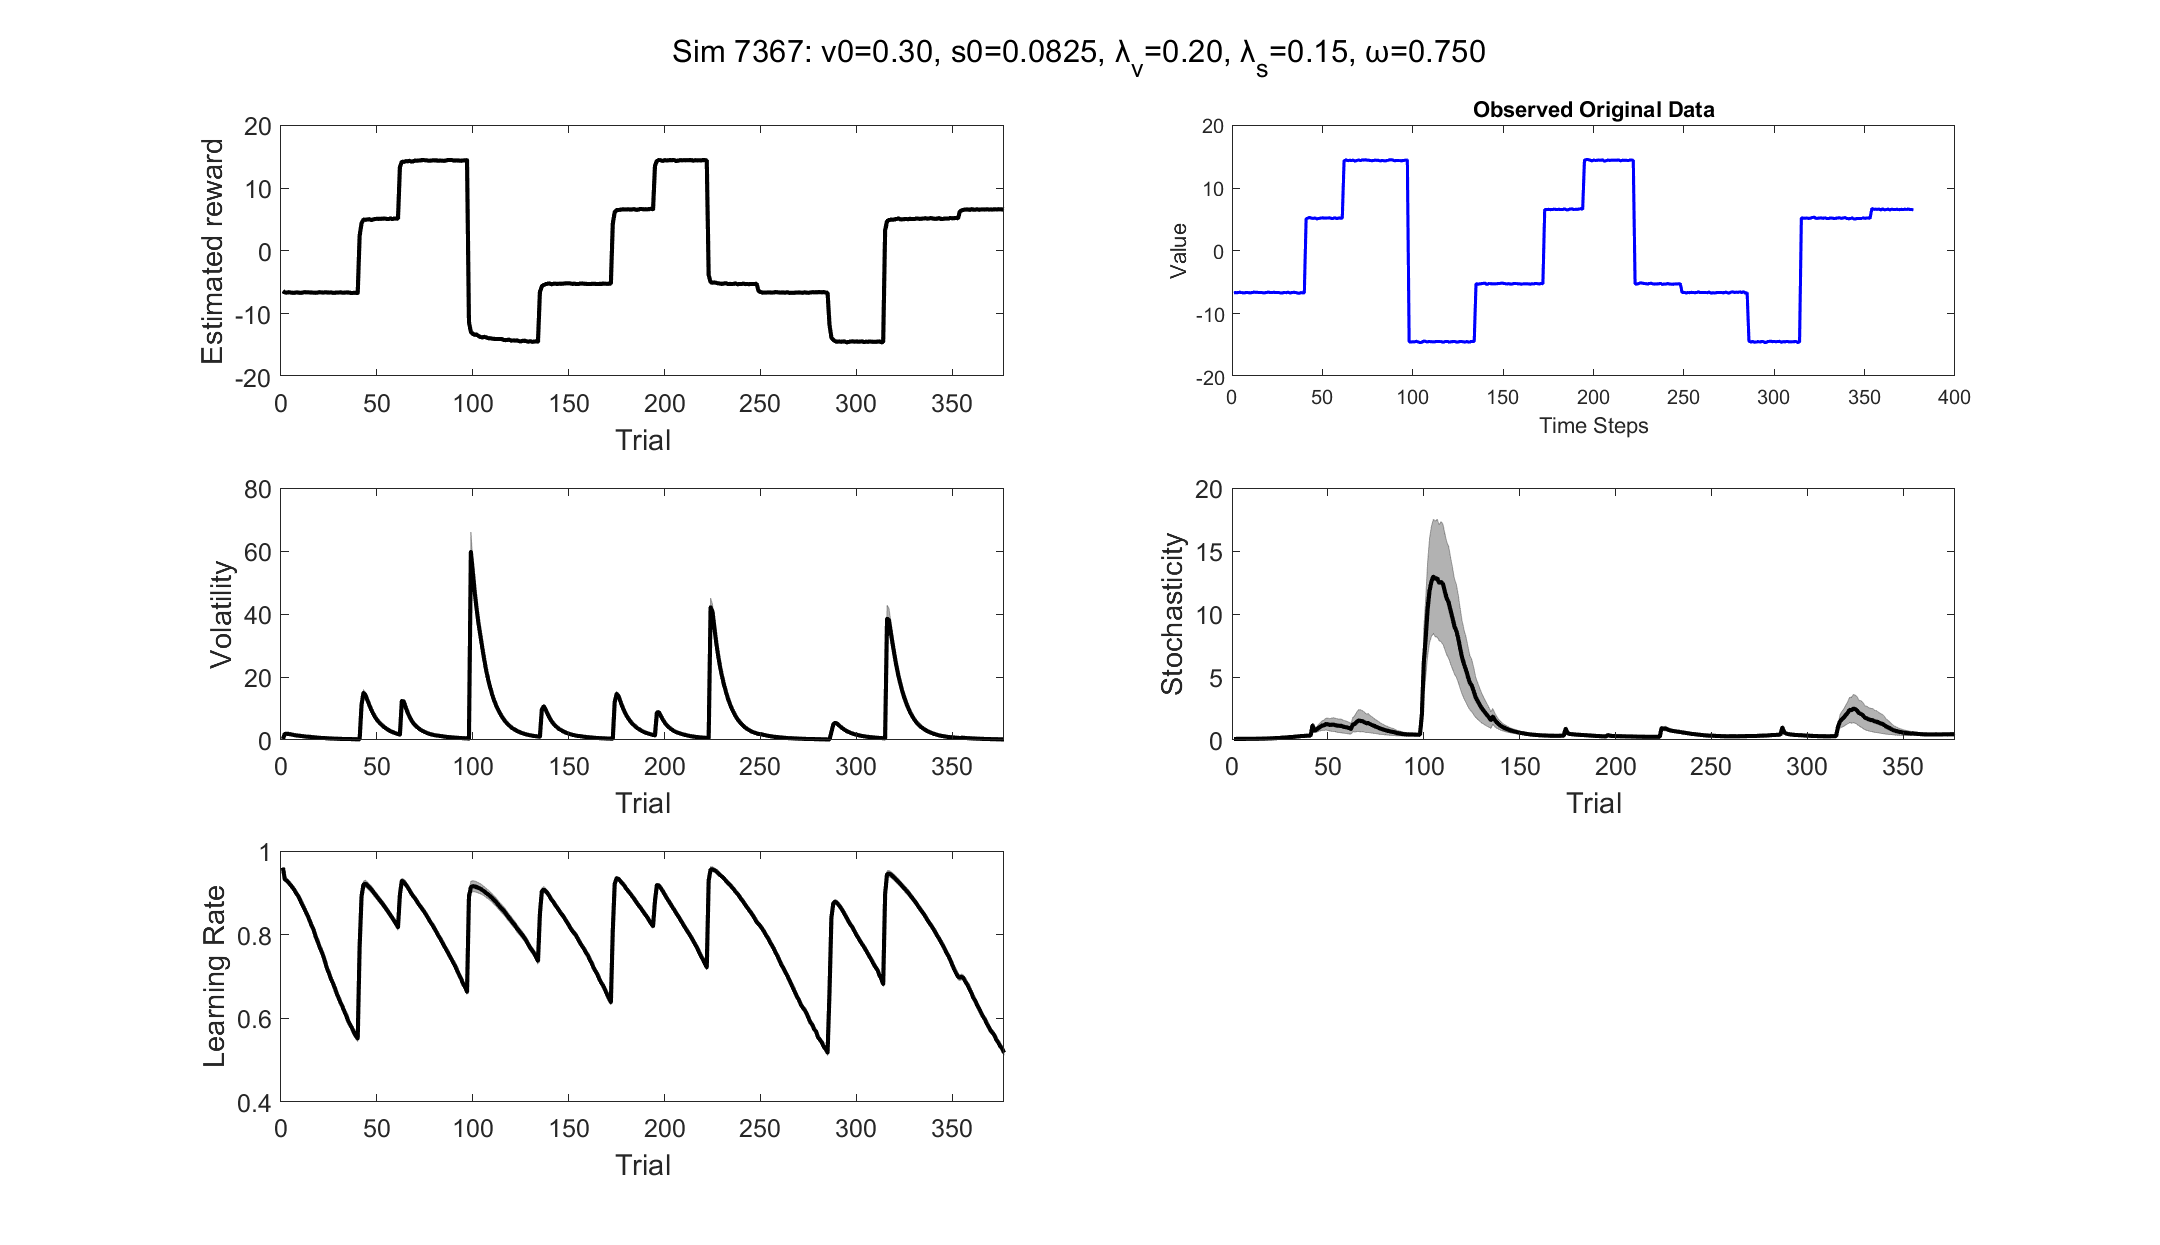 Sim 7367: v0=0.30, s0=0.0825, λ_v=0.20, λ_s=0.15, ω=0.750
Estimated reward
20
10
0
-10
-20
0 50 100 150 200 250 300 350
Trial
Observed Original Data
Value
20
10
0
-10
-20
0 50 100 150 200 250 300 350 400
Time Steps
Volatility
80
60
40
20
0
0 50 100 150 200 250 300 350
Trial
Stochasticity
20
15
10
5
0
0 50 100 150 200 250 300 350
Trial
Learning Rate
1
0.8
0.6
0.4
0 50 100 150 200 250 300 350
Trial